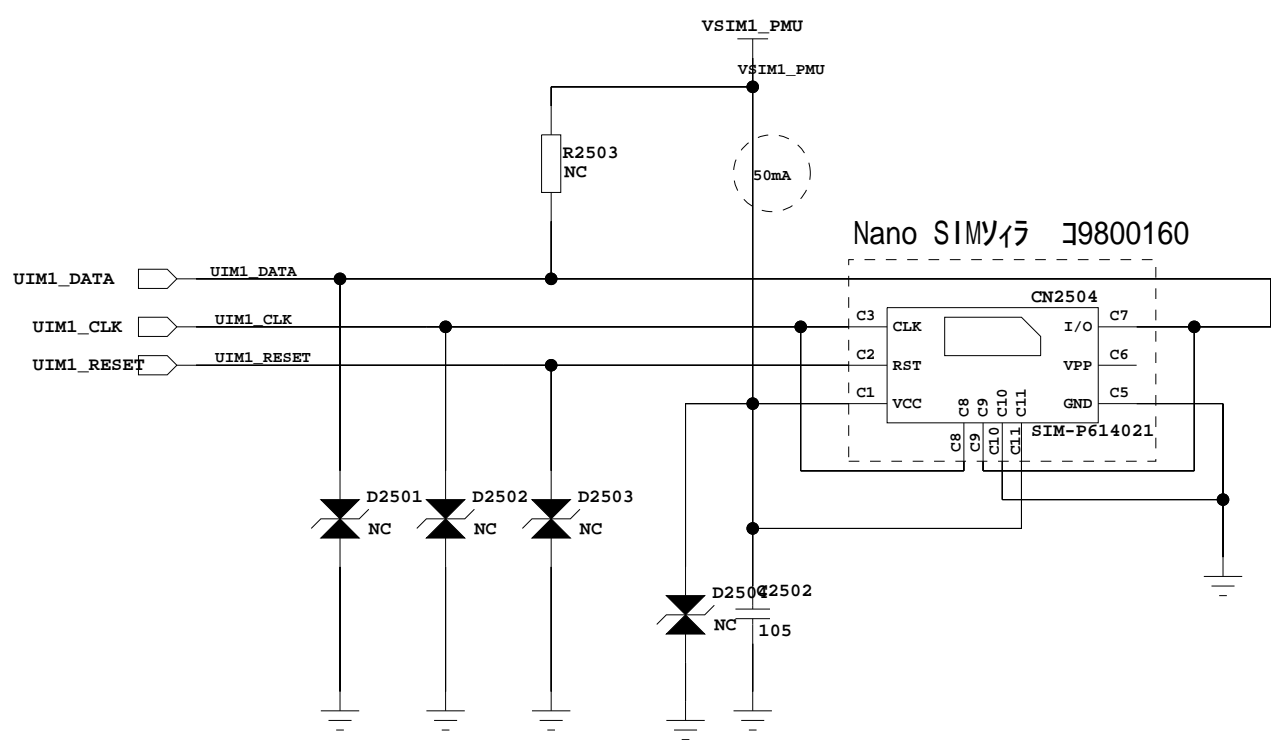 VSIM1_PMU
VSIM1_PMU
R2503
NC
50mA
Nano SIMソィラ コ9800160
UIM1_DATA
UIM1_DATA
CN2504
UIM1_CLK
UIM1_CLK
C3
CLK
I/O
C7
UIM1_RESET
UIM1_RESET
C2
RST
VPP
C6
C1
VCC
C8
C9
C10
C11
GND
C5
SIM-P614021
C8
C9
C10
C11
D2501
NC
D2502
NC
D2503
NC
D2504
NC
C2502
105